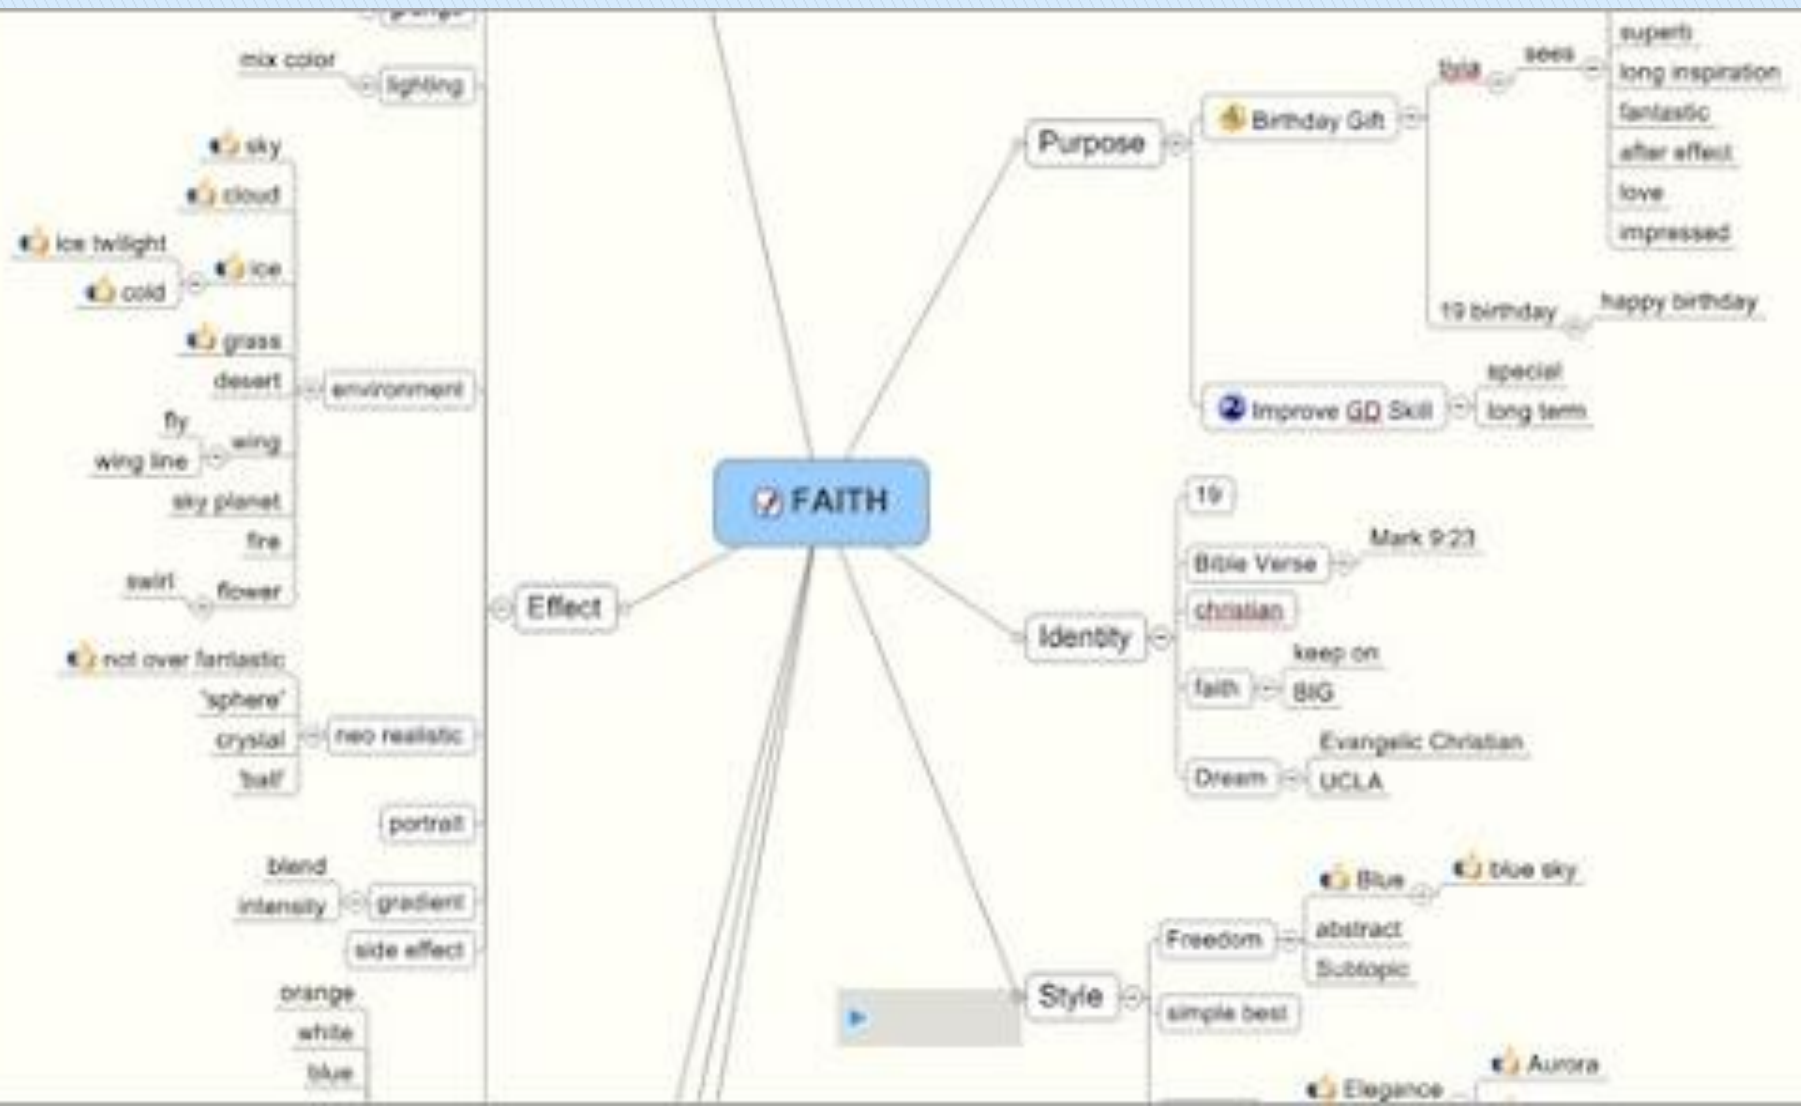 grunge
mix color
lighting
sky
cloud
ice twilight
ice
cold
grass
desert
environment
fly
wing
wing line
sky planet
fire
swirl
flower
Effect
not over fantastic
'sphere'
neo realistic
crystal
'ball'
portrait
blend
intensity
gradient
side effect
orange
white
blue
FAITH
Purpose
Birthday Gift
sees
superb
long inspiration
fantastic
after effect
love
impressed
19 birthday
happy birthday
Improve GD Skill
special
long term
Identity
19
Bible Verse
Mark 9:23
christian
faith
keep on
BIG
Dream
Evangelic Christian
UCLA
Style
Freedom
Blue
blue sky
abstract
Subtopic
simple best
Elegance
Aurora